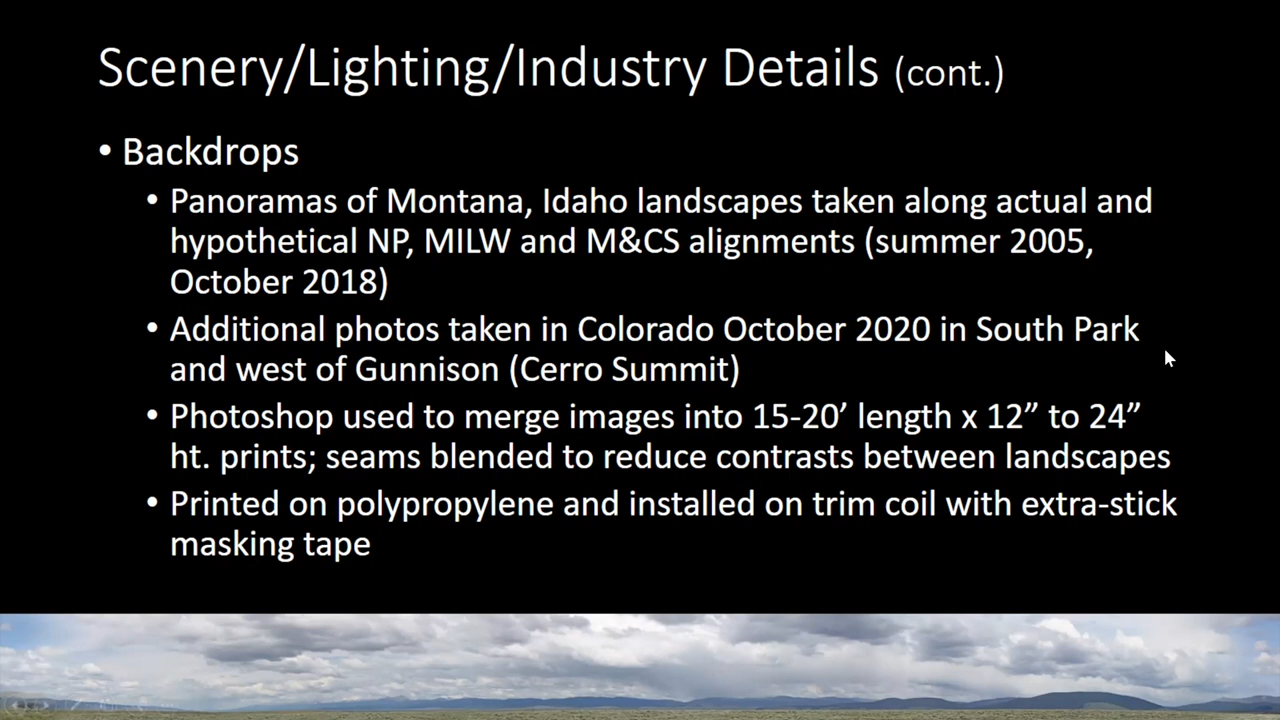 Scenery/Lighting/Industry Details (cont.)
• Backdrops
• Panoramas of Montana, Idaho landscapes taken along actual and
hypothetical NP, MILW and M&CS alignments (summer 2005,
October 2018)
• Additional photos taken in Colorado October 2020 in South Park
and west of Gunnison (Cerro Summit)
• Photoshop used to merge images into 15-20’ length x 12” to 24”
ht. prints; seams blended to reduce contrasts between landscapes
• Printed on polypropylene and installed on trim coil with extra-stick
masking tape